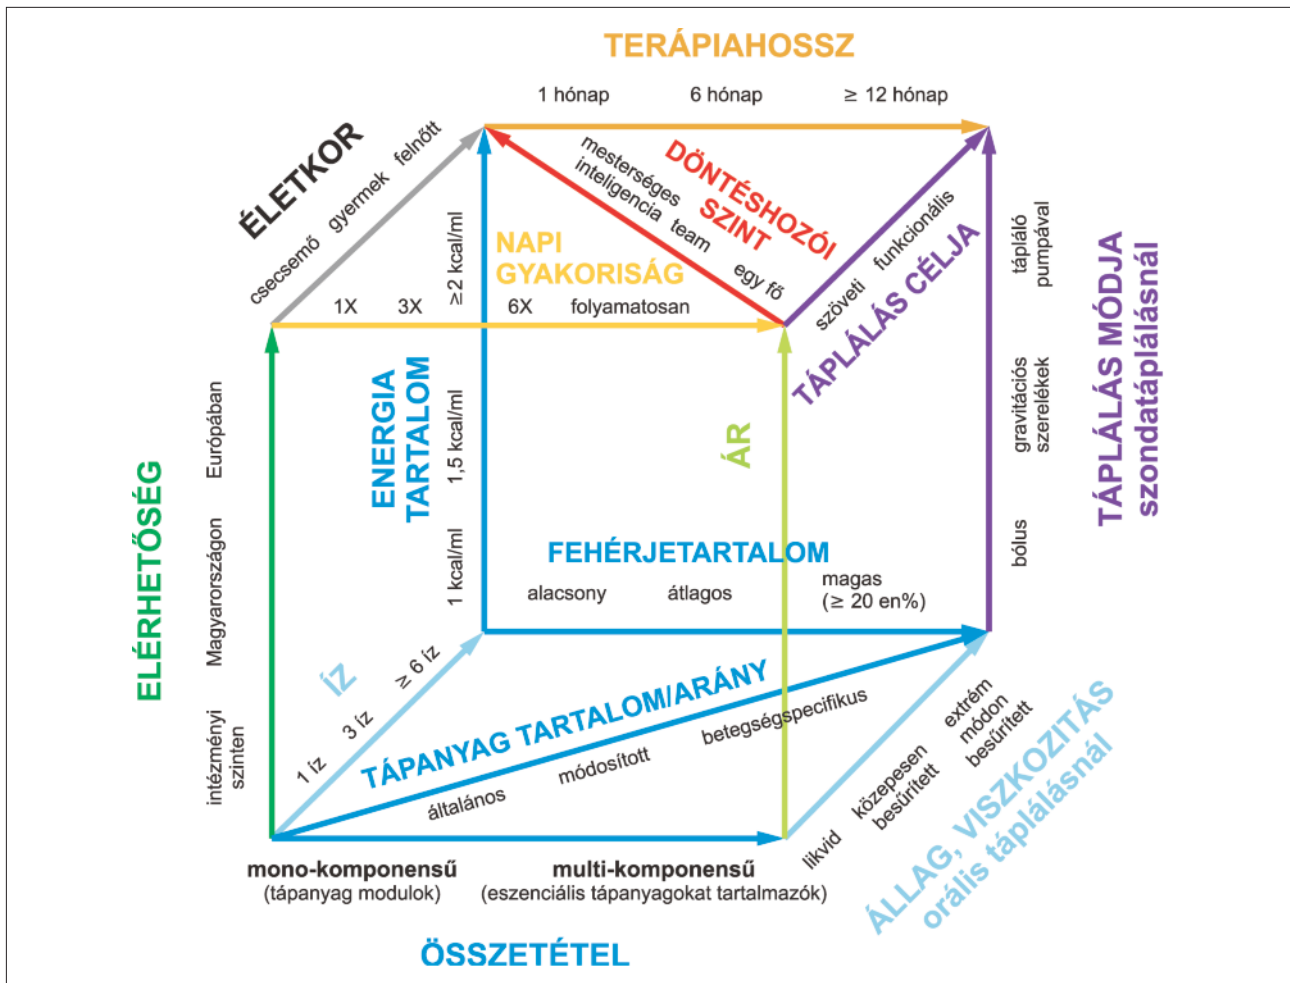 TERÁPIAHOSSZ
1 hónap 6 hónap ≥ 12 hónap
ÉLETKOR
csecsemő gyermek felnőtt
DÖNTÉSHOZÓI
SZINT
mesterséges
inteligencia team egy fő
NAPI
GYAKORISÁG
1X 3X 6X folyamatosan
TÁPLÁLÁS CÉLJA
szöveti funkcionális
TÁPLÁLÁS MÓDJA
szondatáplálásnál
tápláló
pumpával
gravitációs
szerelékek
bólus
ENERGIA
TARTALOM
≥2 kcal/ml
1,5 kcal/ml
1 kcal/ml
ÁR
ELÉRHETŐSÉG
Európában
Magyarországon
intézményi
szinten
FEHÉRJETARTALOM
alacsony átlagos magas
(≥ 20 en%)
ÍZ
1 íz 3 íz ≥ 6 íz
TÁPANYAG TARTALOM/ARÁNY
általános módosított betegségspecifikus
ÁLLAG, VISZKOZITÁS
orális táplálásnál
likvid
közepesen
besűrített
extrém
módon
besűrített
mono-komponensű
(tápanyag modulok)
multi-komponensű
(eszenciális tápanyagokat tartalmazók)
ÖSSZETÉTEL